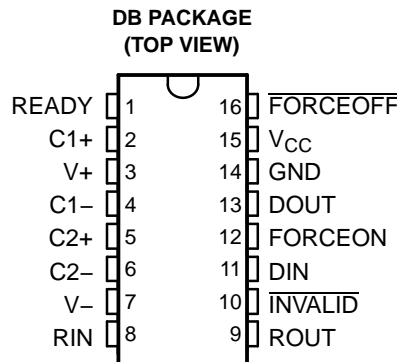 DB PACKAGE
(TOP VIEW)
READY 1 16 FORCEOFF
C1+ 2 15 VCC
V+ 3 14 GND
C1− 4 13 DOUT
C2+ 5 12 FORCEON
C2− 6 11 DIN
V− 7 10 INVALID
RIN 8 9 ROUT